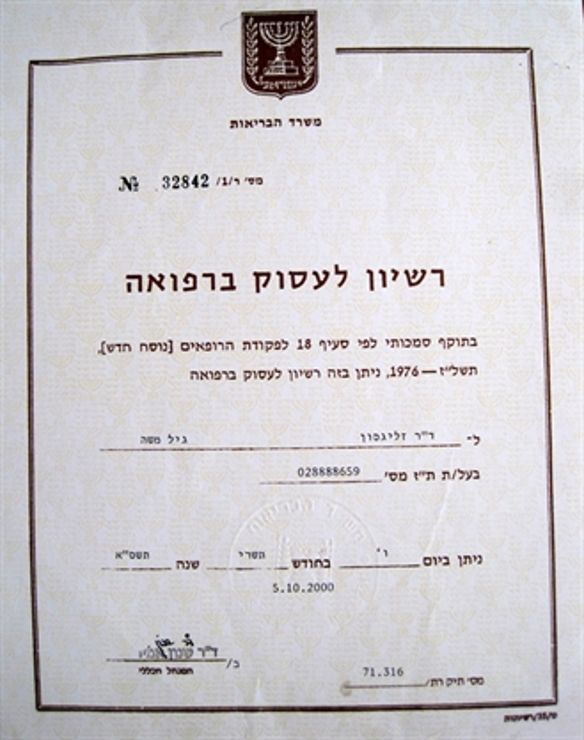 משרד הבריאות
מס׳ ר/1/ 32842 №
רשיון לעסוק ברפואה
בתוקף סמכותי לפי סעיף 18 לפקודת הרופאים [נוסח חדש],
תשל״ז — 1976, ניתן בזה רשיון לעסוק ברפואה
ל־ ד״ר זליגסון גיל משה
בעל/ת ת״ז מס׳ 028888659
ניתן ביום ו' בחודש תשרי שנה תשס״א
5.10.2000
ב/ ד״ר
המנהל הכללי
מס׳ תיק רת/ 71.316